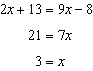 2x + 13 = 9x − 8
21 = 7x
3 = x